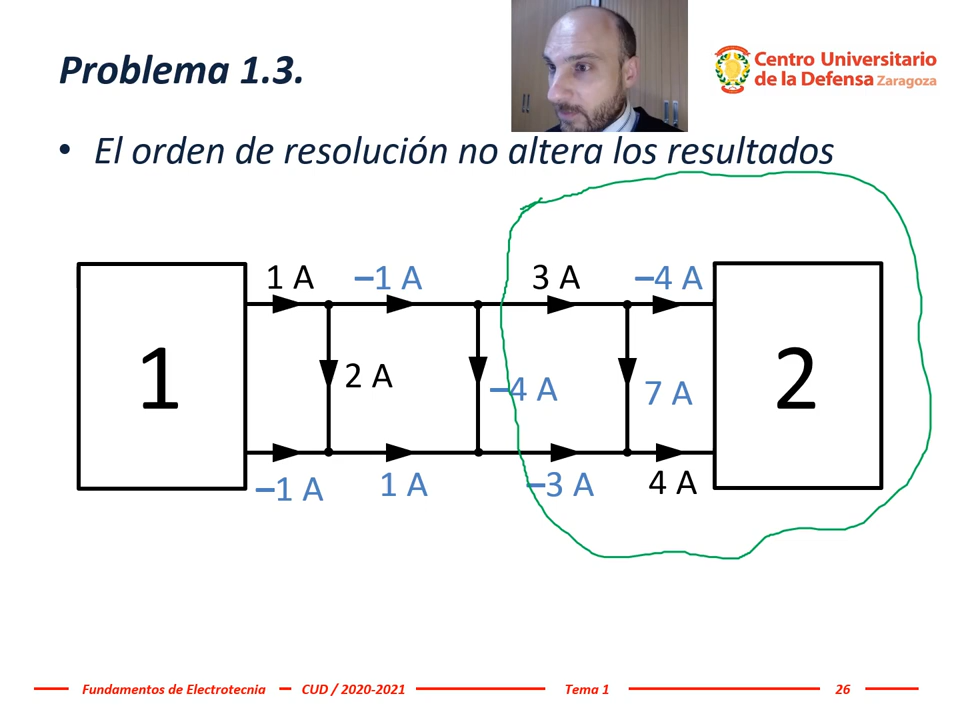 Problema 1.3.
Centro Universitario
de la Defensa Zaragoza
• El orden de resolución no altera los resultados
1 A –1 A 3 A –4 A
1 2 A –4 A 7 A 2
–1 A 1 A –3 A 4 A
Fundamentos de Electrotecnia – CUD / 2020-2021 Tema 1 26